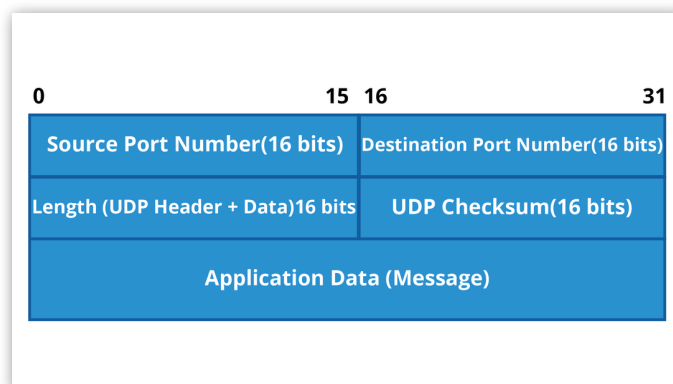 0 15 16 31
Source Port Number(16 bits) Destination Port Number(16 bits)
Length (UDP Header + Data)16 bits UDP Checksum(16 bits)
Application Data (Message)